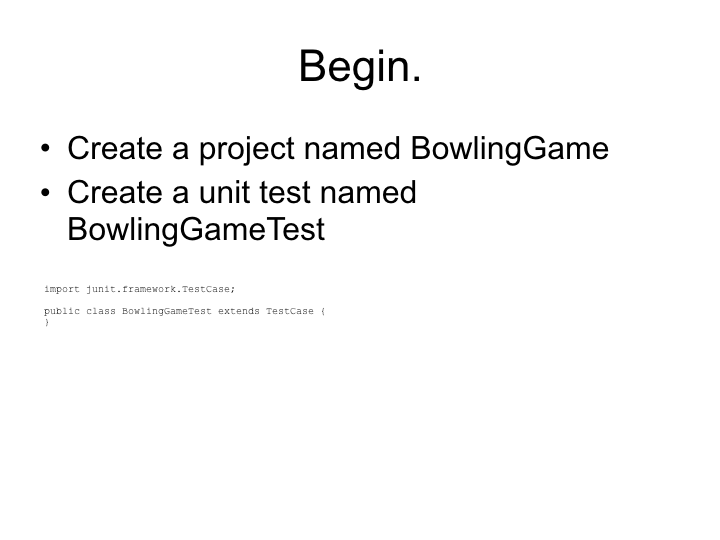 Begin.
• Create a project named BowlingGame
• Create a unit test named
BowlingGameTest
import junit.framework.TestCase;
public class BowlingGameTest extends TestCase {
}